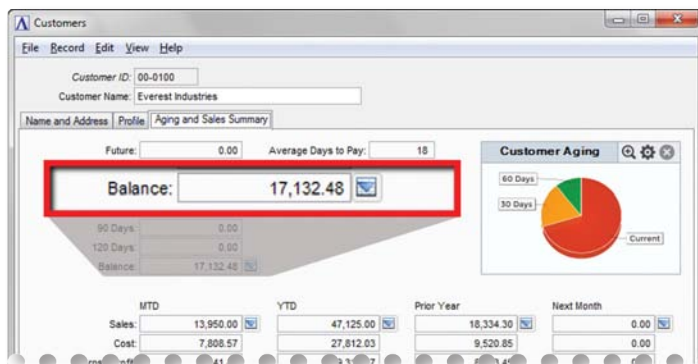 Customers
File Record Edit View Help
Customer ID: 00-0100
Customer Name: Everest Industries
Name and Address Profile Aging and Sales Summary
Future: 0.00 Average Days to Pay: 18
Customer Aging
Balance: 17,132.48
60 Days
30 Days
Current
90 Days: 0.00
120 Days: 0.00
Balance: 17,132.48
MTD YTD Prior Year Next Month
Sales: 13,950.00 47,125.00 18,334.30 0.00
Cost: 7,808.57 27,812.03 9,520.85 0.00